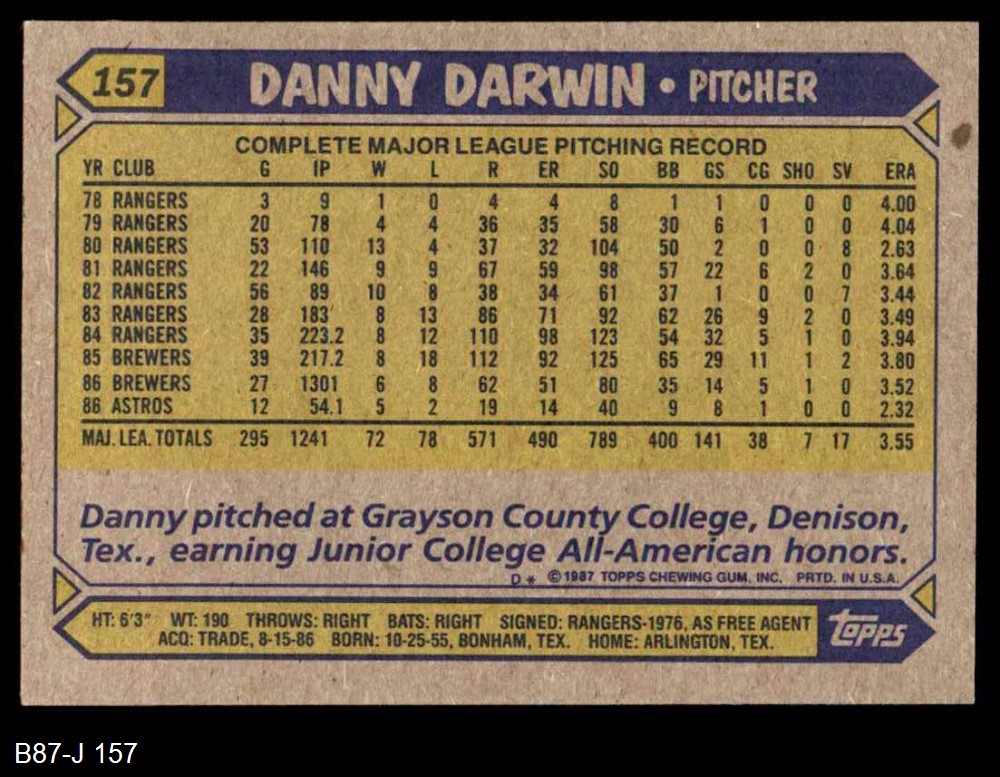 157 DANNY DARWIN • PITCHER
COMPLETE MAJOR LEAGUE PITCHING RECORD
YR CLUB G IP W L R ER SO BB GS CG SHO SV ERA
78 RANGERS 3 9 1 0 4 4 8 1 1 0 0 0 4.00
79 RANGERS 20 78 4 4 36 35 58 30 6 1 0 0 4.04
80 RANGERS 53 110 13 4 37 32 104 50 2 0 0 8 2.63
81 RANGERS 22 146 9 9 67 59 98 57 22 6 2 0 3.64
82 RANGERS 56 89 10 8 38 34 61 37 1 0 0 7 3.44
83 RANGERS 28 183 8 13 86 71 92 62 26 9 2 0 3.49
84 RANGERS 35 223.2 8 12 110 98 123 54 32 5 1 0 3.94
85 BREWERS 39 217.2 8 18 112 92 125 65 29 11 1 2 3.80
86 BREWERS 27 1301 6 8 62 51 80 35 14 5 1 0 3.52
86 ASTROS 12 54.1 5 2 19 14 40 9 8 1 0 0 2.32
MAJ. LEA. TOTALS 295 1241 72 78 571 490 789 400 141 38 7 17 3.55
Danny pitched at Grayson County College, Denison,
Tex., earning Junior College All-American honors.
D* ©1987 TOPPS CHEWING GUM, INC. PRTD. IN U.S.A.
HT: 6'3" WT: 190 THROWS: RIGHT BATS: RIGHT SIGNED: RANGERS-1976, AS FREE AGENT
ACQ: TRADE, 8-15-86 BORN: 10-25-55, BONHAM, TEX. HOME: ARLINGTON, TEX.
topps
B87-J 157